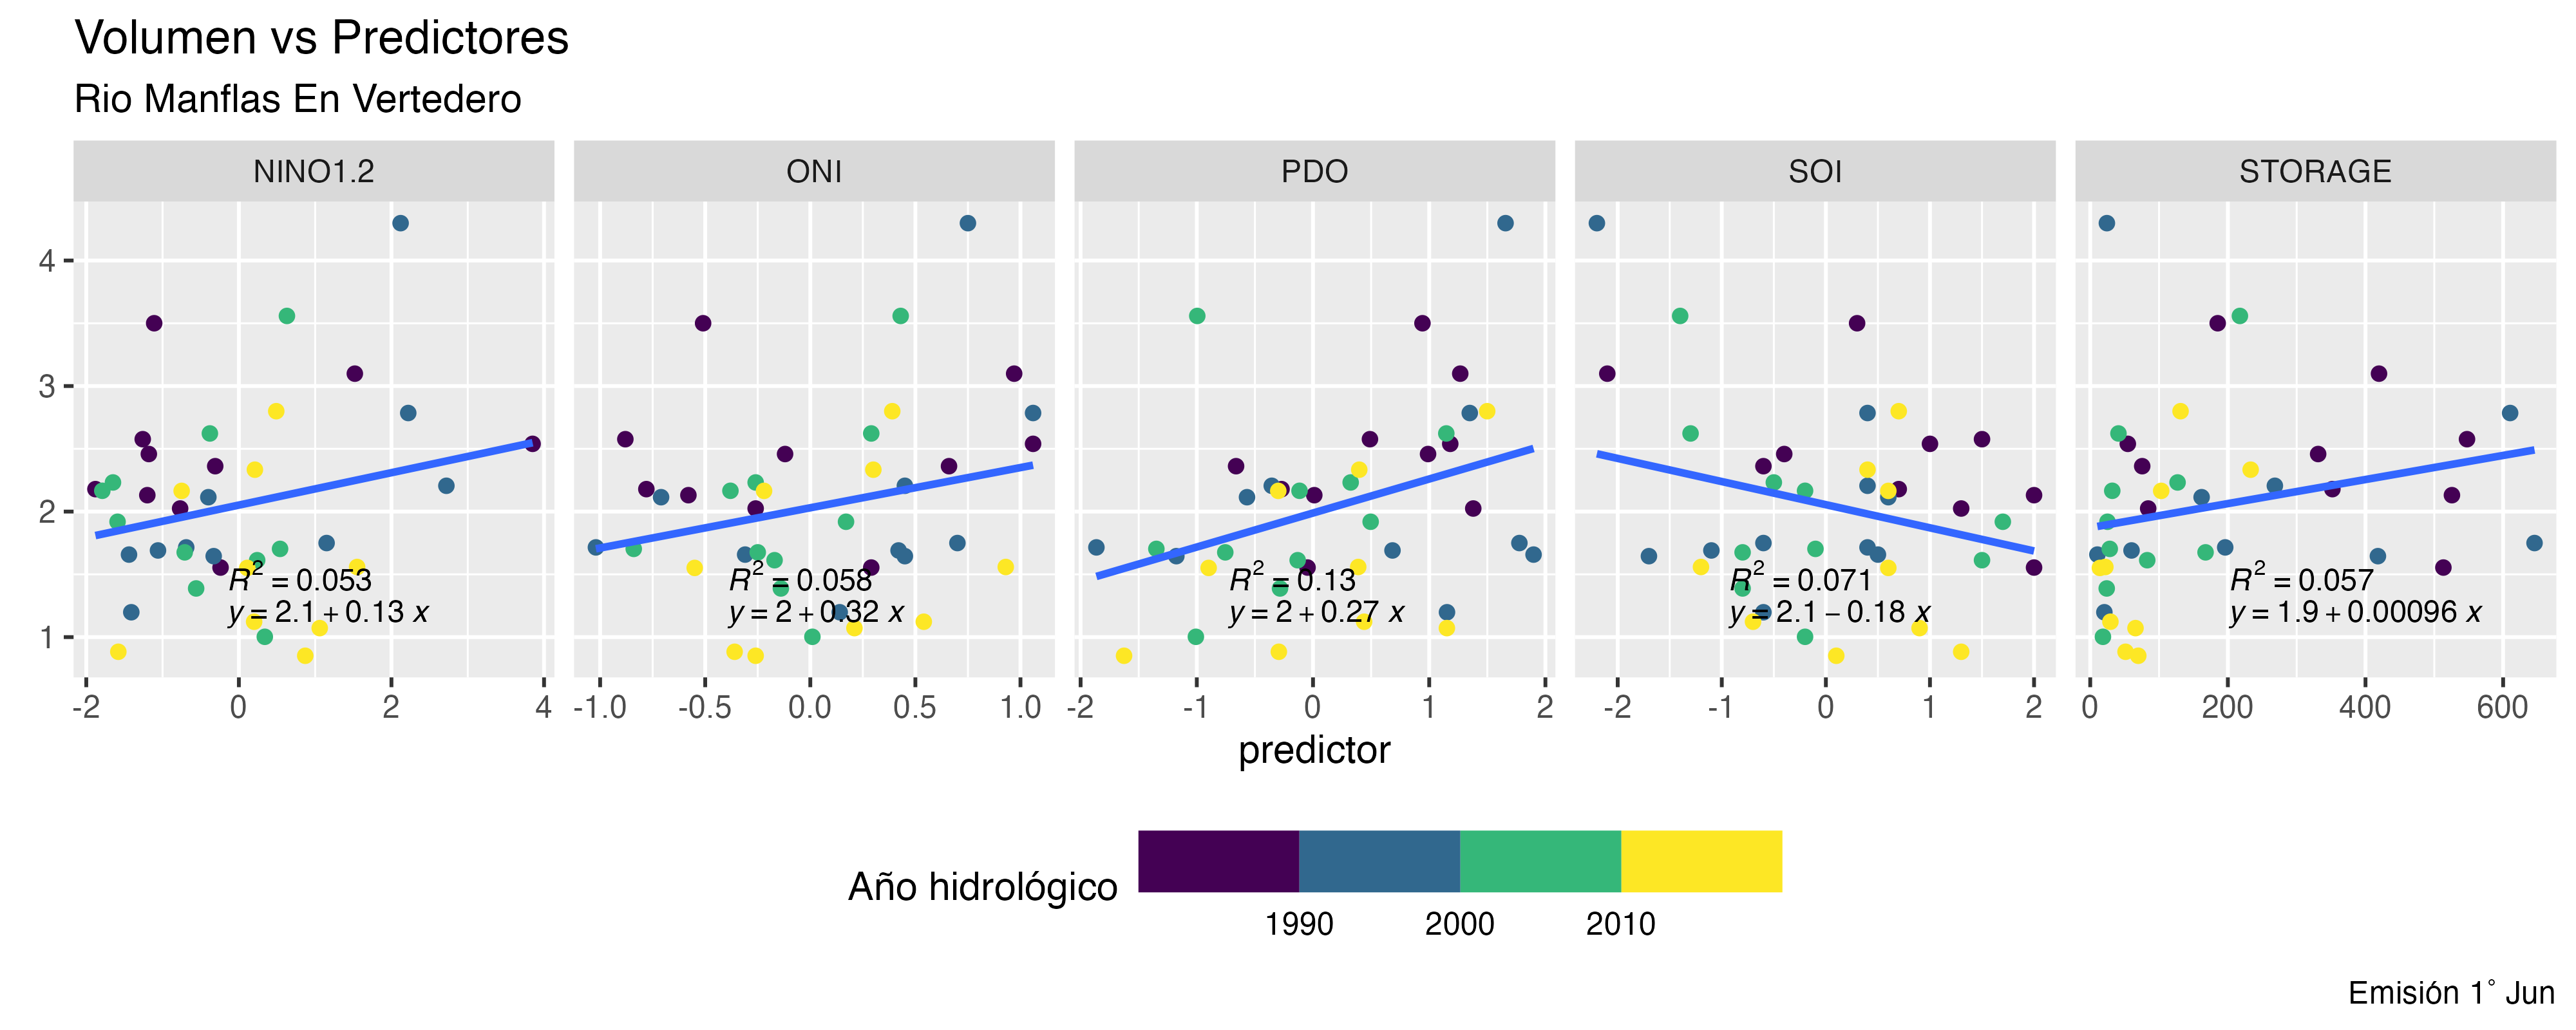 Volumen vs Predictores
Rio Manflas En Vertedero
NINO1.2 ONI PDO SOI STORAGE
4
3
2
1
R² = 0.053 R² = 0.058 R² = 0.13 R² = 0.071 R² = 0.057
y = 2.1 + 0.13 x y = 2 + 0.32 x y = 2 + 0.27 x y = 2.1 − 0.18 x y = 1.9 + 0.00096 x
-2 0 2 4 -1.0 -0.5 0.0 0.5 1.0 -2 -1 0 1 2 -2 -1 0 1 2 0 200 400 600
predictor
Año hidrológico
1990 2000 2010
Emisión 1° Jun